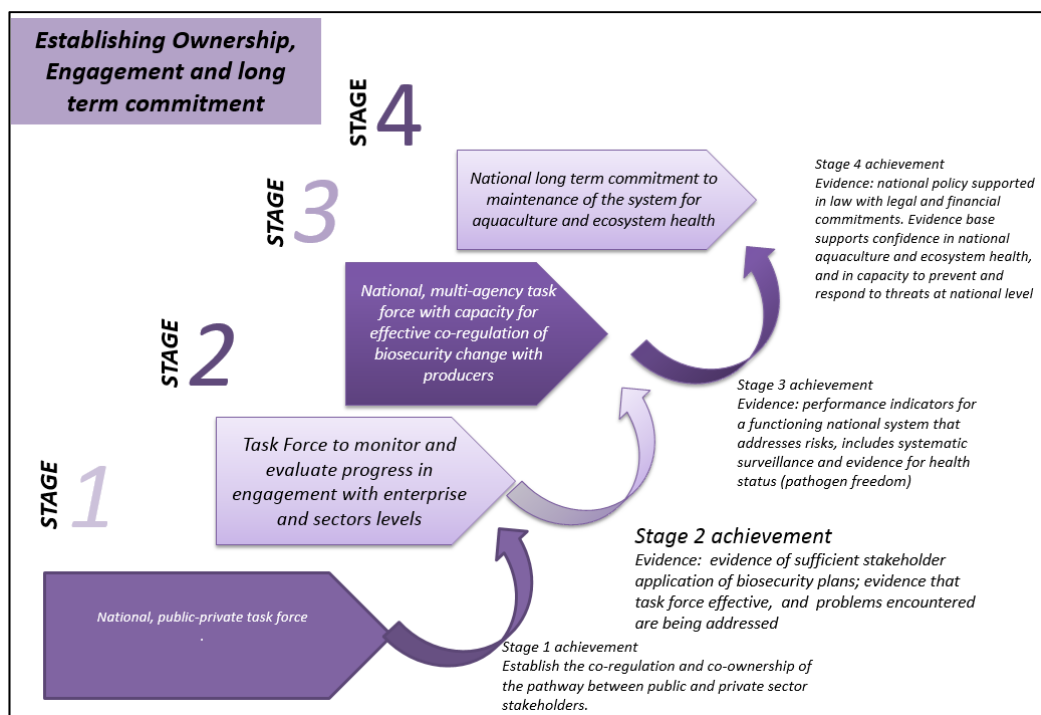 Establishing Ownership,
Engagement and long
term commitment
STAGE 4
National long term commitment to
maintenance of the system for
aquaculture and ecosystem health
Stage 4 achievement
Evidence: national policy supported
in law with legal and financial
commitments. Evidence base
supports confidence in national
aquaculture and ecosystem health,
and in capacity to prevent and
respond to threats at national level
STAGE 3
National, multi-agency task
force with capacity for
effective co-regulation of
biosecurity change with
producers
Stage 3 achievement
Evidence: performance indicators for
a functioning national system that
addresses risks, includes systematic
surveillance and evidence for health
status (pathogen freedom)
STAGE 2
Task Force to monitor and
evaluate progress in
engagement with enterprise
and sectors levels
Stage 2 achievement
Evidence:  evidence of sufficient stakeholder
application of biosecurity plans; evidence that
task force effective,  and  problems encountered
are being addressed
STAGE 1
National, public-private task force
.
Stage 1 achievement
Establish the co-regulation and co-ownership of
the pathway between public and private sector
stakeholders.